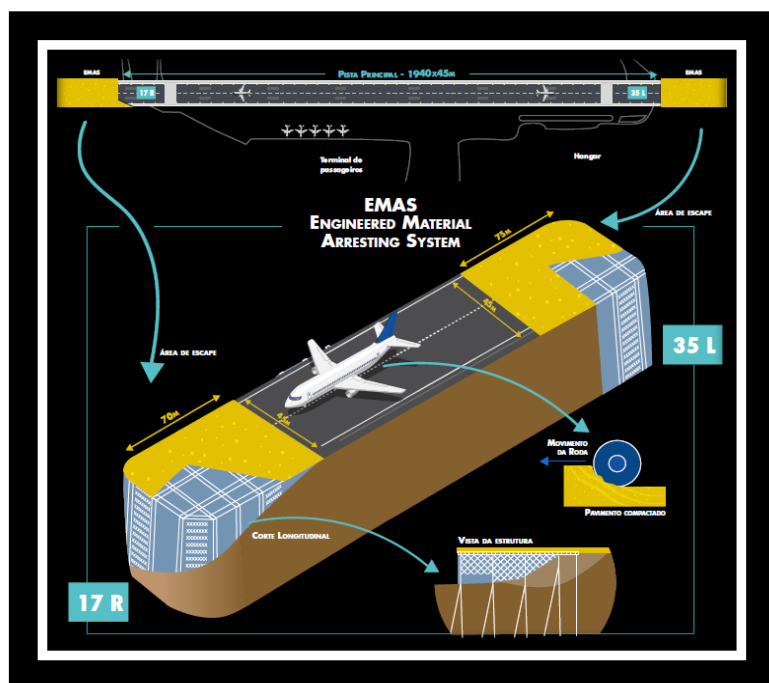 EMAS
PISTA PRINCIPAL - 1940X45M
EMAS
17 R
35 L
Terminal de
passageiros
Hangar
EMAS
ENGINEERED MATERIAL
ARRESTING SYSTEM
ÁREA DE ESCAPE
75M
45M
35 L
ÁREA DE ESCAPE
70M
45M
MOVIMENTO
DA RODA
PAVIMENTO COMPACTADO
CORTE LONGITUDINAL
VISTA DA ESTRUTURA
17 R